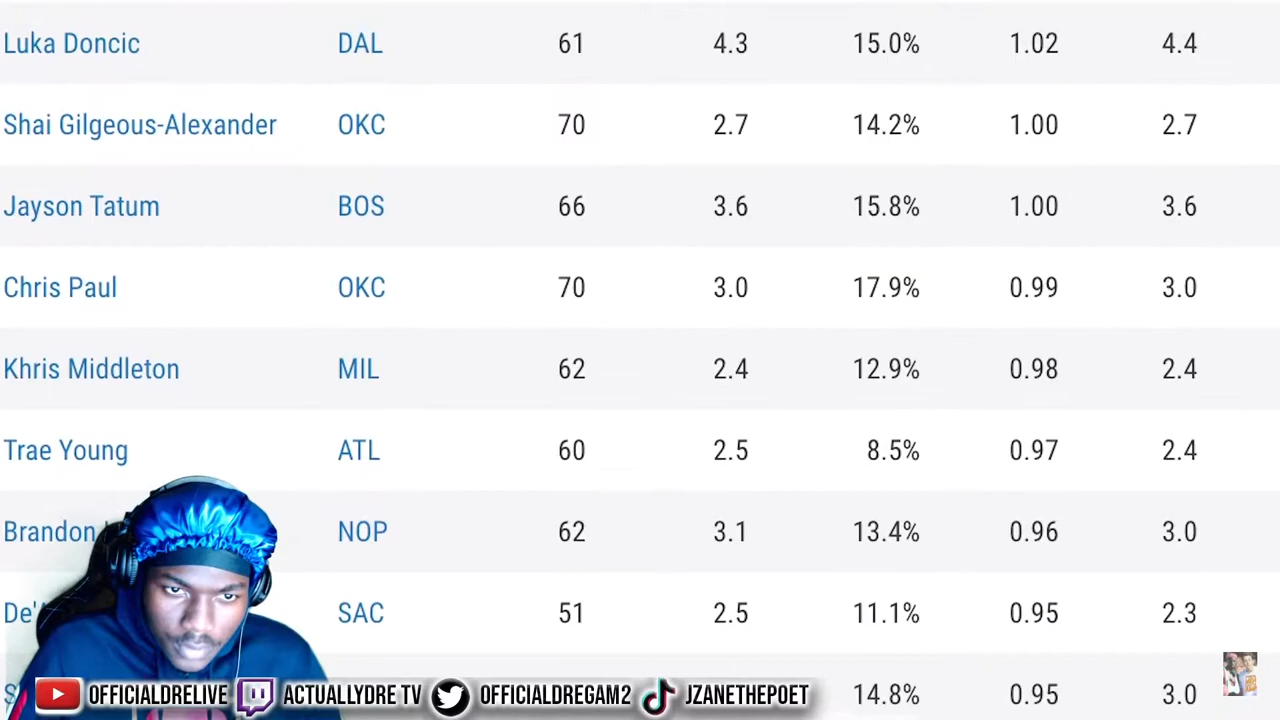 Luka Doncic DAL 61 4.3 15.0% 1.02 4.4
Shai Gilgeous-Alexander OKC 70 2.7 14.2% 1.00 2.7
Jayson Tatum BOS 66 3.6 15.8% 1.00 3.6
Chris Paul OKC 70 3.0 17.9% 0.99 3.0
Khris Middleton MIL 62 2.4 12.9% 0.98 2.4
Trae Young ATL 60 2.5 8.5% 0.97 2.4
Brandon NOP 62 3.1 13.4% 0.96 3.0
SAC 51 2.5 11.1% 0.95 2.3
14.8% 0.95 3.0
OFFICIALDRELIVE ACTUALLYDRE TV OFFICIALDREGAM2 JZANETHEPOET